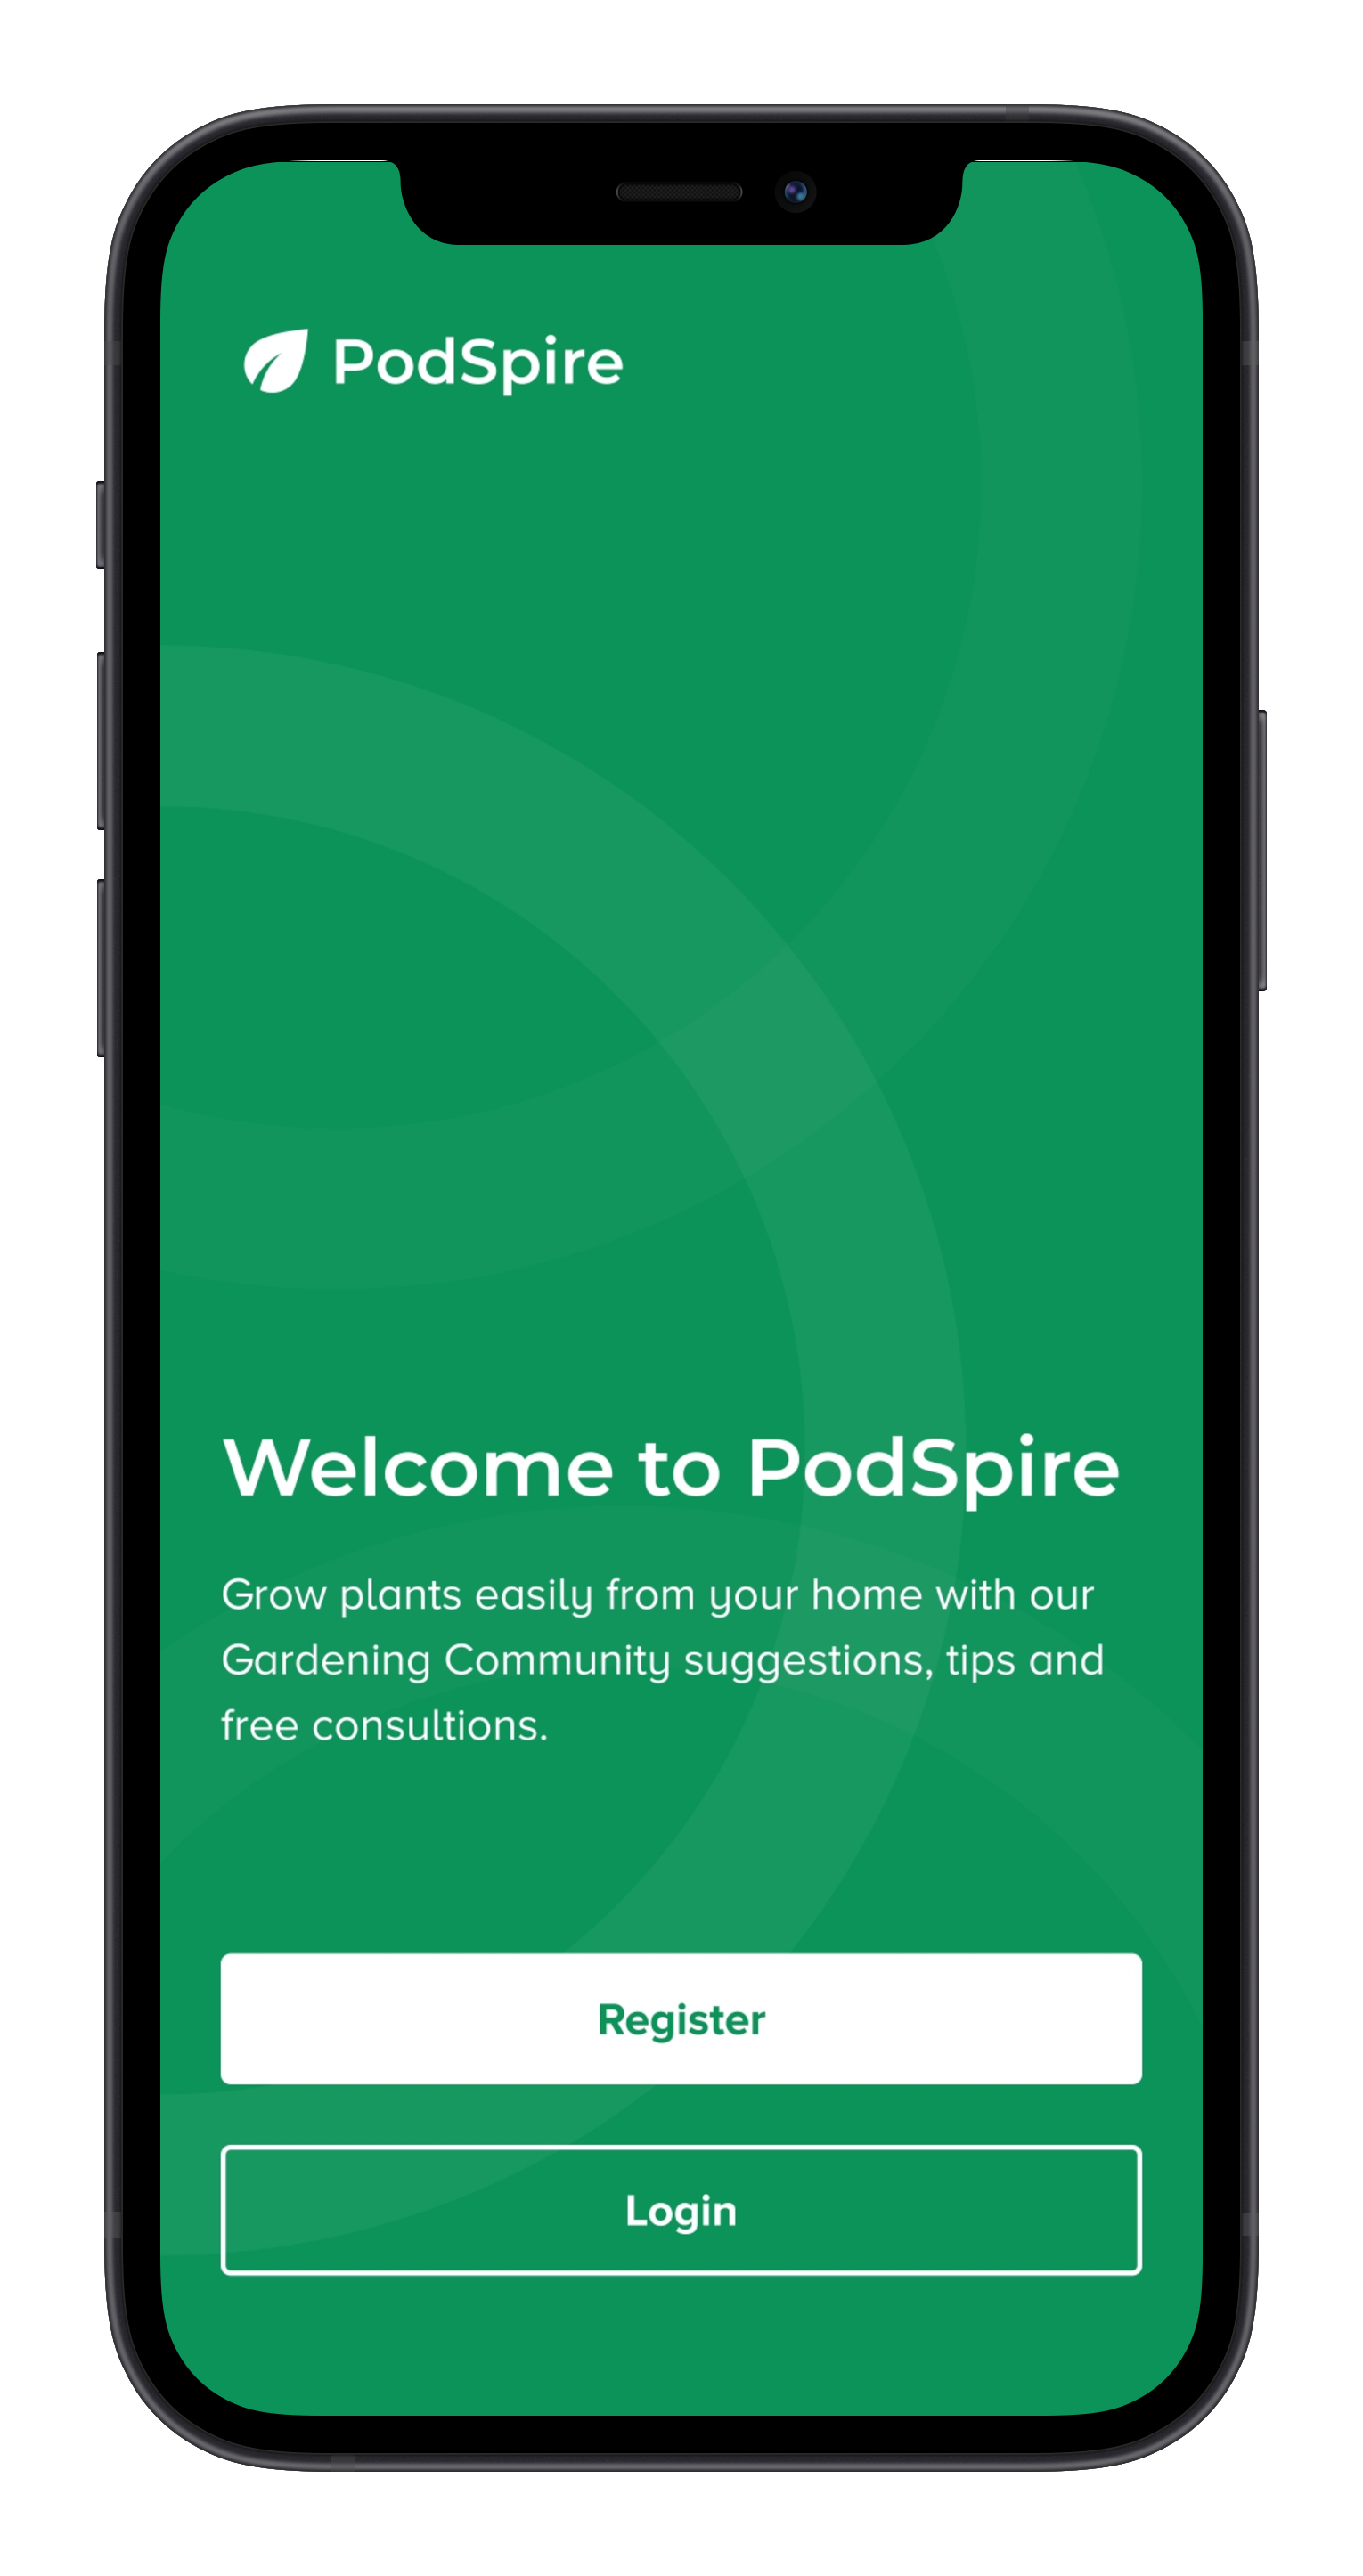 PodSpire
Welcome to PodSpire
Grow plants easily from your home with our
Gardening Community suggestions, tips and
free consultions.
Register
Login